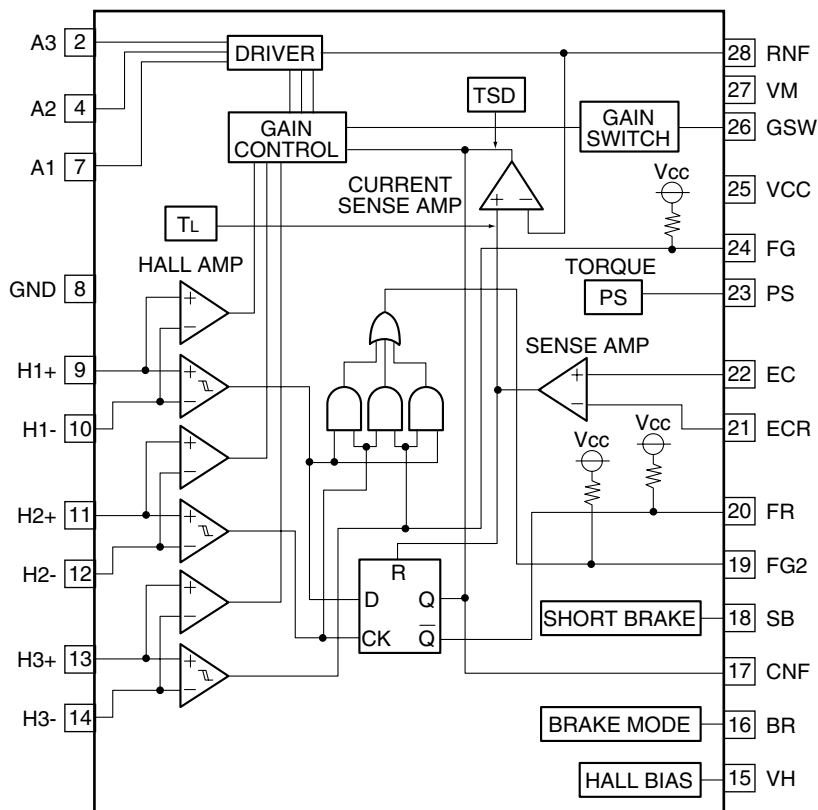 A3 2
DRIVER
28 RNF
27 VM
TSD
A2 4
GAIN
CONTROL
GAIN
SWITCH
26 GSW
A1 7
CURRENT
SENSE AMP
+ −
Vcc
25 VCC
TL
24 FG
HALL AMP
TORQUE
GND 8
PS
23 PS
+
−
SENSE AMP
H1+ 9
+
−
+
−
22 EC
H1- 10
21 ECR
+
−
Vcc
Vcc
H2+ 11
+
−
20 FR
H2- 12
R
19 FG2
+
−
D Q
SHORT BRAKE
18 SB
CK Q
H3+ 13
+
−
17 CNF
H3- 14
BRAKE MODE
16 BR
HALL BIAS
15 VH